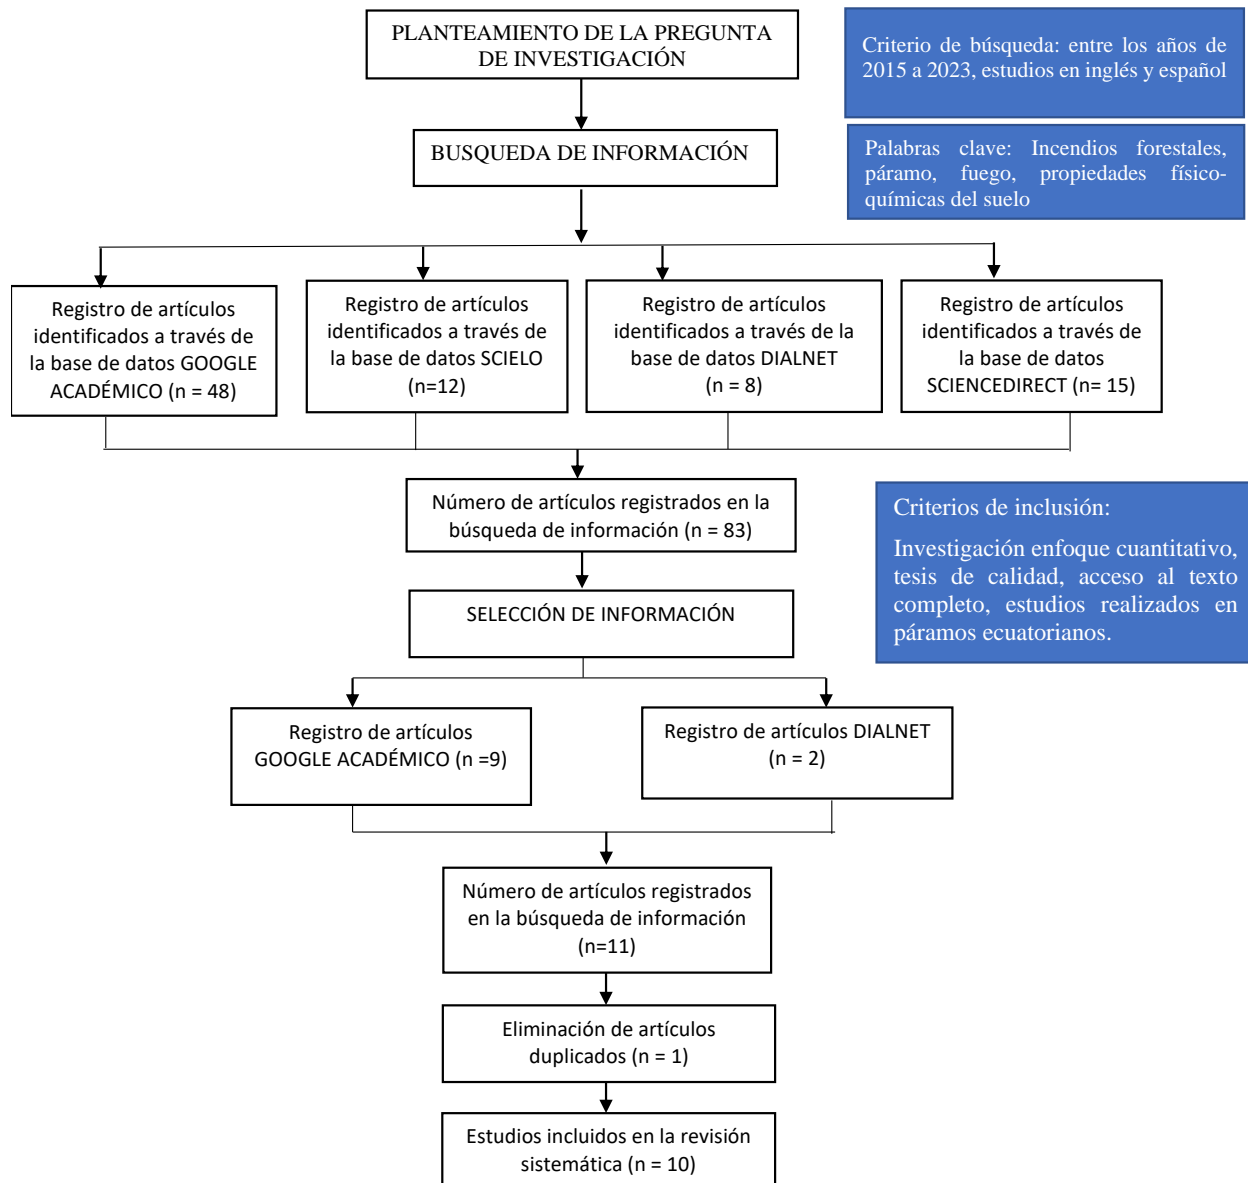 PLANTEAMIENTO DE LA PREGUNTA
DE INVESTIGACIÓN
Criterio de búsqueda: entre los años de
2015 a 2023, estudios en inglés y español
BUSQUEDA DE INFORMACIÓN
Palabras clave: Incendios forestales,
páramo, fuego, propiedades físico-
químicas del suelo
Registro de artículos
identificados a través de
la base de datos GOOGLE
ACADÉMICO (n = 48)
Registro de artículos
identificados a través de
la base de datos SCIELO
(n=12)
Registro de artículos
identificados a través de la
base de datos DIALNET
(n = 8)
Registro de artículos
identificados a través de
la base de datos
SCIENCEDIRECT (n= 15)
Número de artículos registrados en la
búsqueda de información (n = 83)
Criterios de inclusión:
Investigación enfoque cuantitativo,
tesis de calidad, acceso al texto
completo, estudios realizados en
páramos ecuatorianos.
SELECCIÓN DE INFORMACIÓN
Registro de artículos
GOOGLE ACADÉMICO (n =9)
Registro de artículos DIALNET
(n = 2)
Número de artículos registrados
en la búsqueda de información
(n=11)
Eliminación de artículos
duplicados (n = 1)
Estudios incluidos en la revisión
sistemática (n = 10)